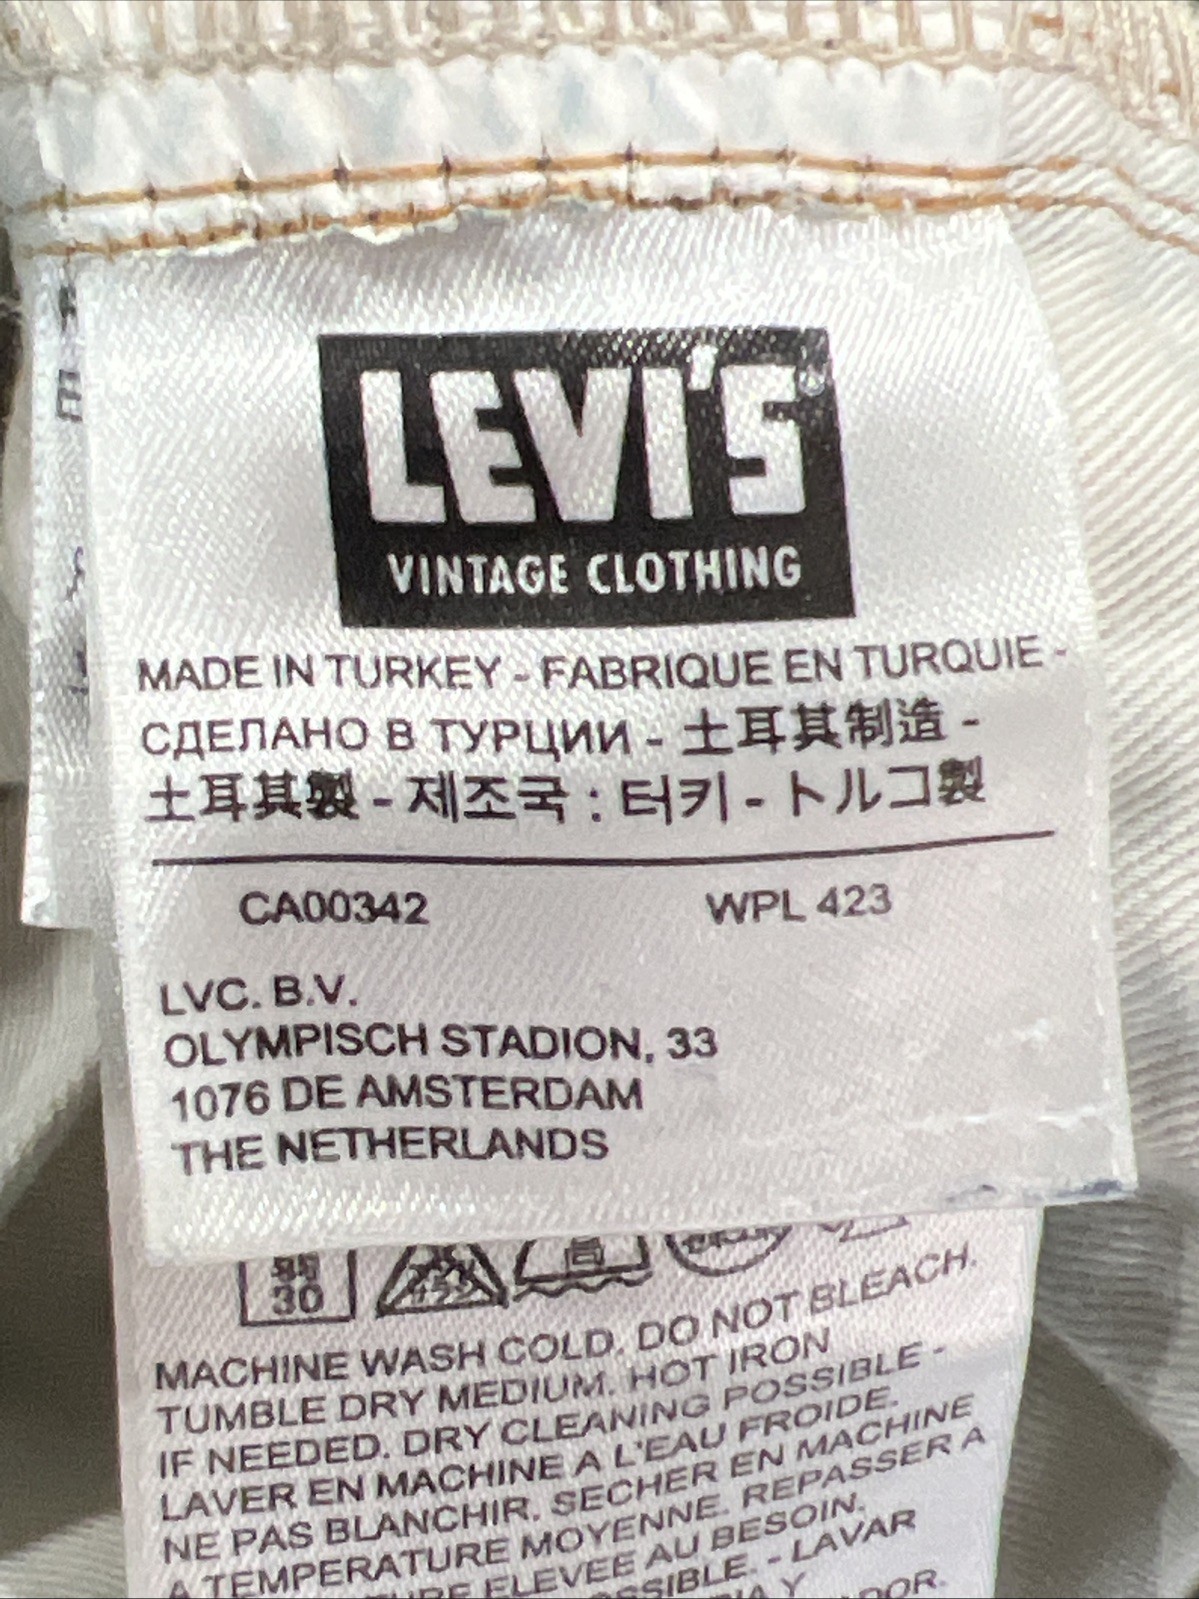 LEVI'S®
VINTAGE CLOTHING
MADE IN TURKEY - FABRIQUE EN TURQUIE -
СДЕЛАНО В ТУРЦИИ - 土耳其制造 -
土耳其製 - 제조국 : 터키 - トルコ製
CA00342 WPL 423
LVC. B.V.
OLYMPISCH STADION, 33
1076 DE AMSTERDAM
THE NETHERLANDS
30
MACHINE WASH COLD. DO NOT BLEACH.
TUMBLE DRY MEDIUM. HOT IRON
IF NEEDED. DRY CLEANING POSSIBLE -
LAVER EN MACHINE A L'EAU FROIDE.
NE PAS BLANCHIR. SECHER EN MACHINE
A TEMPERATURE MOYENNE. REPASSER A
ELEVEE AU BESOIN.
- LAVAR
Y